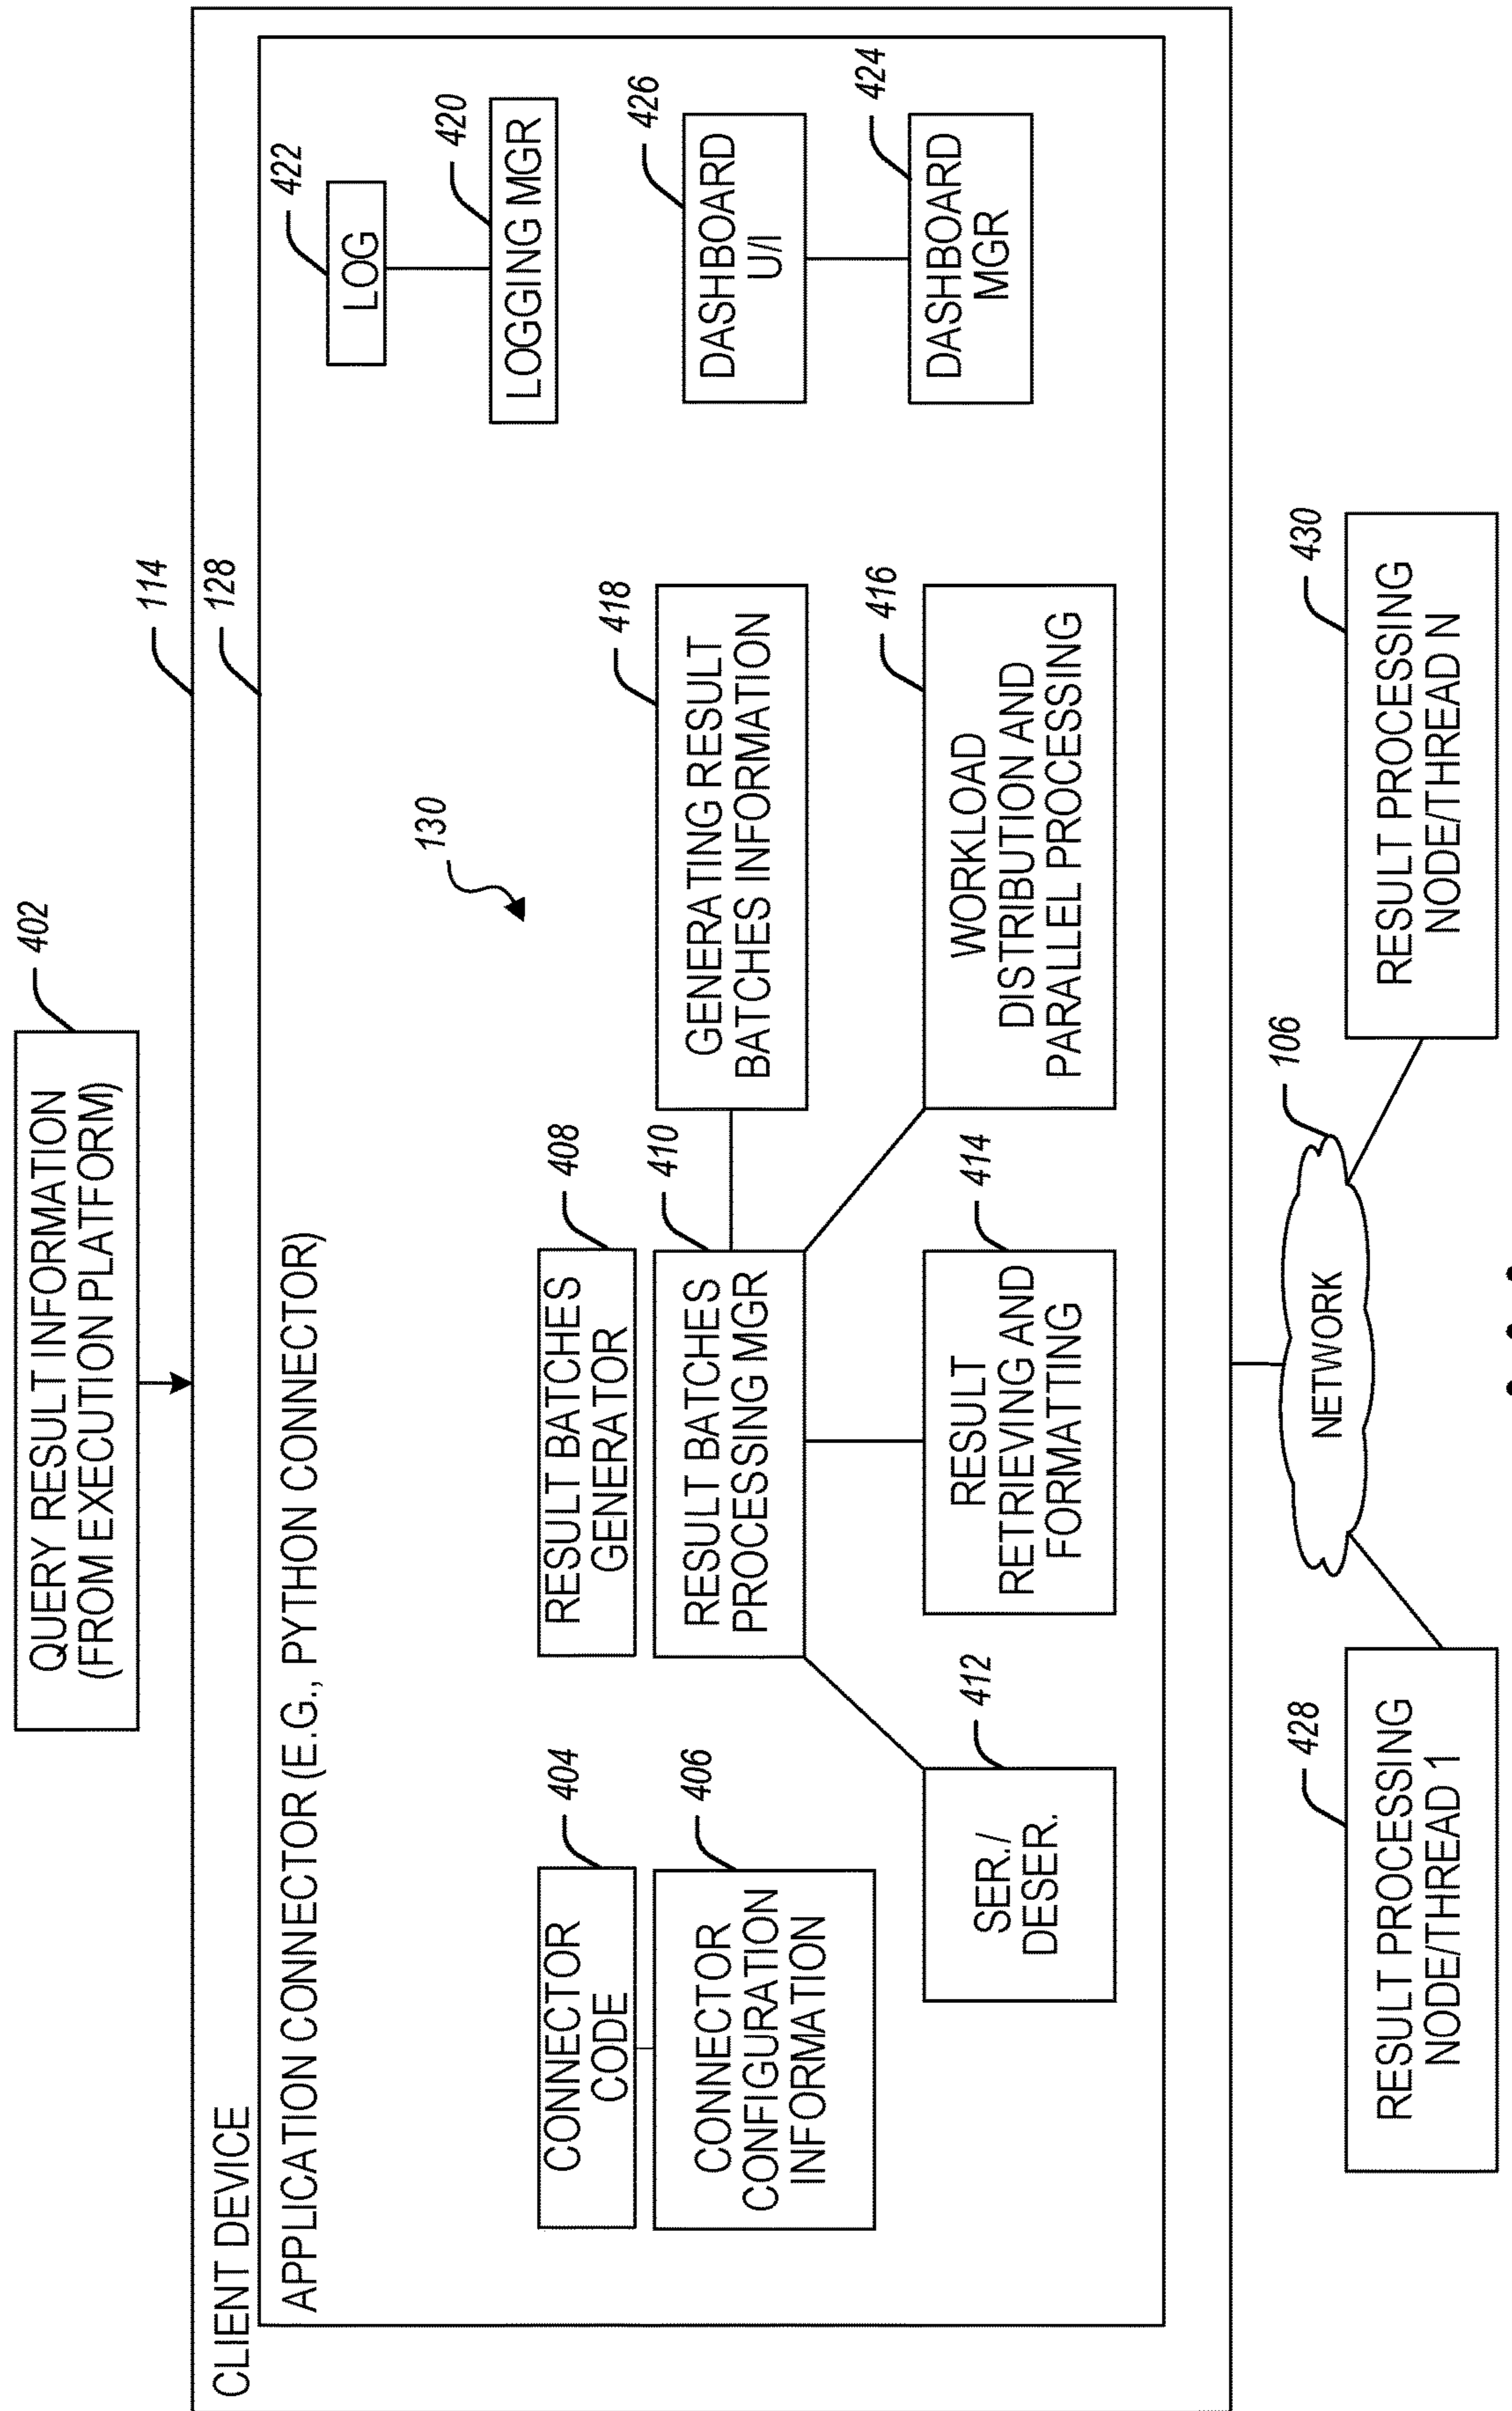 402
QUERY RESULT INFORMATION
(FROM EXECUTION PLATFORM)
114
CLIENT DEVICE
128
APPLICATION CONNECTOR (E.G., PYTHON CONNECTOR)
130
404
CONNECTOR
CODE
406
CONNECTOR
CONFIGURATION
INFORMATION
408
RESULT BATCHES
GENERATOR
410
RESULT BATCHES
PROCESSING MGR
418
GENERATING RESULT
BATCHES INFORMATION
422
LOG
420
LOGGING MGR
426
DASHBOARD
U/I
424
DASHBOARD
MGR
412
SER./
DESER.
414
RESULT
RETRIEVING AND
FORMATTING
416
WORKLOAD
DISTRIBUTION AND
PARALLEL PROCESSING
106
NETWORK
428
RESULT PROCESSING
NODE/THREAD 1
430
RESULT PROCESSING
NODE/THREAD N